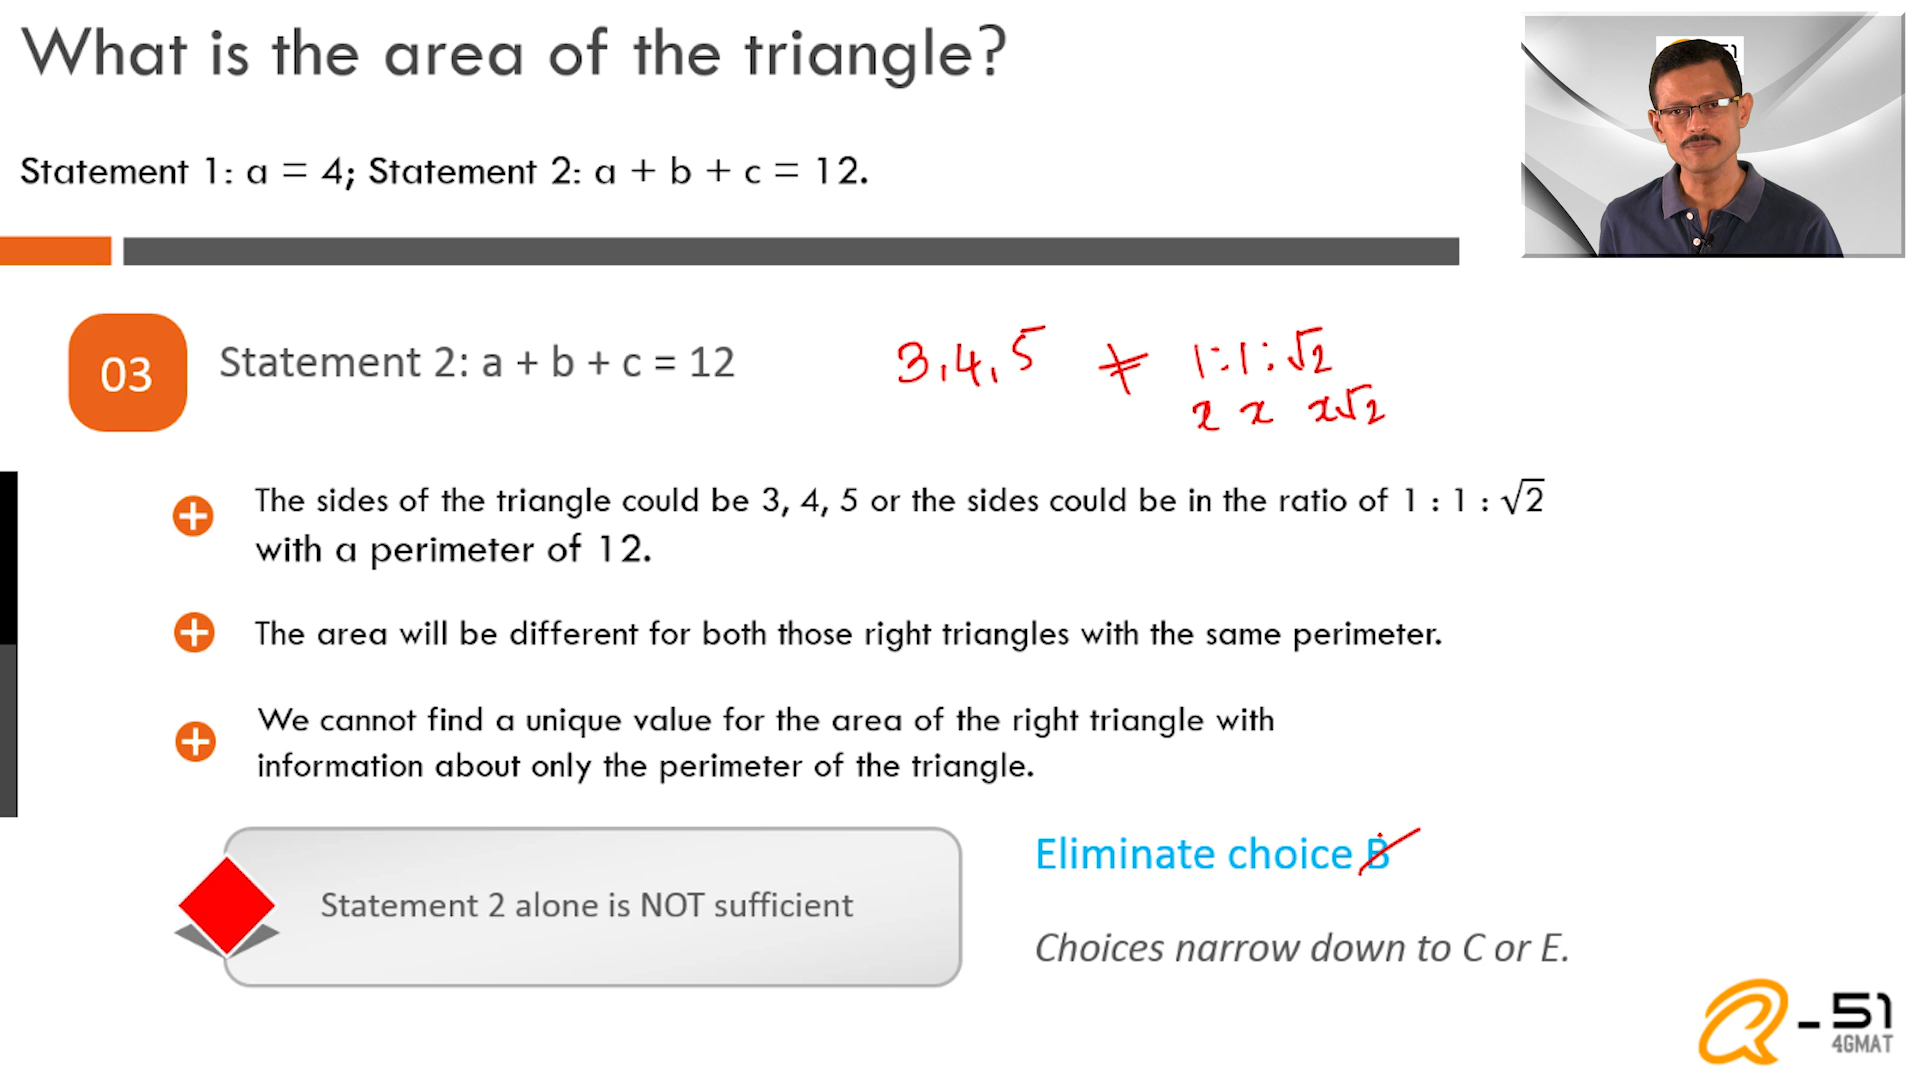 What is the area of the triangle?
Statement 1: a = 4; Statement 2: a + b + c = 12.
03
Statement 2: a + b + c = 12
3,4,5 ≠ 1:1:√2
x x x√2
The sides of the triangle could be 3, 4, 5 or the sides could be in the ratio of 1 : 1 : √2
with a perimeter of 12.
The area will be different for both those right triangles with the same perimeter.
We cannot find a unique value for the area of the right triangle with
information about only the perimeter of the triangle.
Statement 2 alone is NOT sufficient
Eliminate choice B
Choices narrow down to C or E.
Q-51
4GMAT